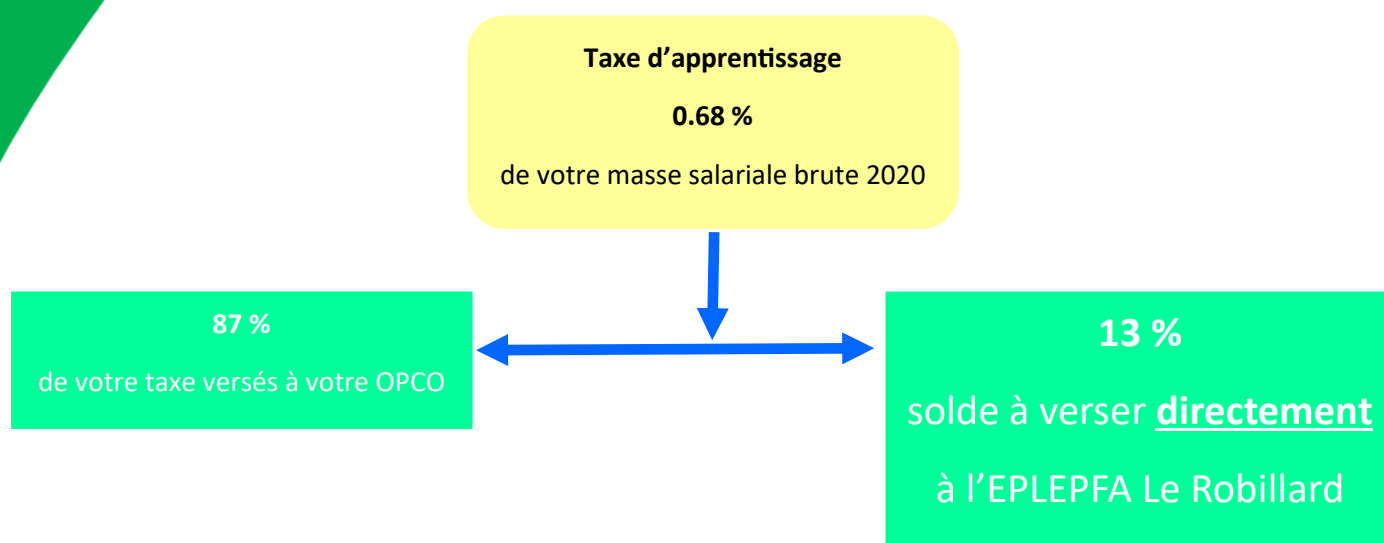 Taxe d’apprentissage
0.68 %
de votre masse salariale brute 2020
87 %
de votre taxe versés à votre OPCO
13 %
solde à verser directement
à l’EPLEPFA Le Robillard